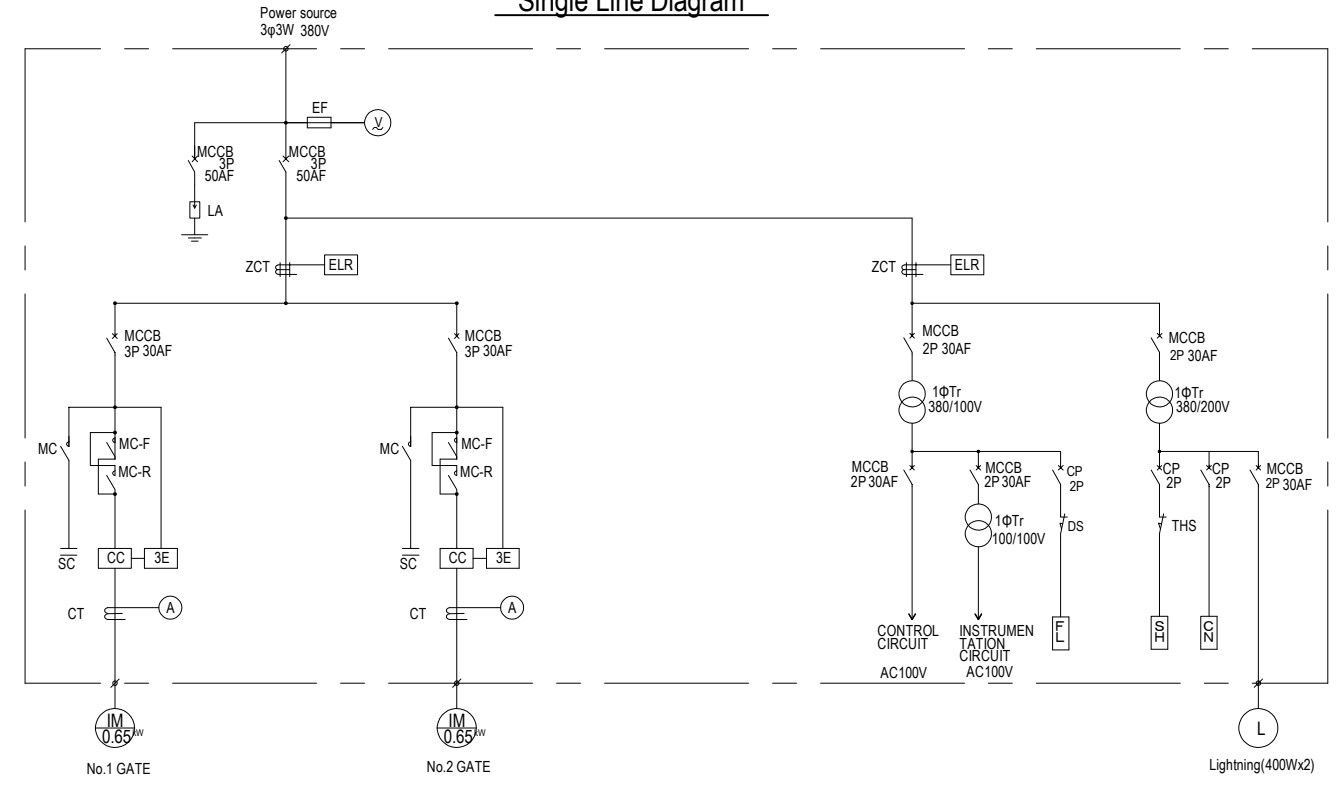 Single Line Diagram
Power source
3φ3W 380V
EF
V
MCCB
3P
50AF
MCCB
3P
50AF
LA
ZCT
ELR
ZCT
ELR
MCCB
3P 30AF
MCCB
3P 30AF
MCCB
2P 30AF
MCCB
2P 30AF
1ΦTr
380/100V
1ΦTr
380/200V
MC
MC-F
MC-R
MC
MC-F
MC-R
MCCB
2P 30AF
MCCB
2P 30AF
CP
2P
CP
2P
CP
2P
MCCB
2P 30AF
1ΦTr
100/100V
DS
THS
SC
CC
3E
SC
CC
3E
CT
A
CT
A
CONTROL
CIRCUIT
AC100V
INSTRUMEN
TATION
CIRCUIT
AC100V
FL
SH
CN
IM
0.65kW
No.1 GATE
IM
0.65kW
No.2 GATE
L
Lightning(400Wx2)